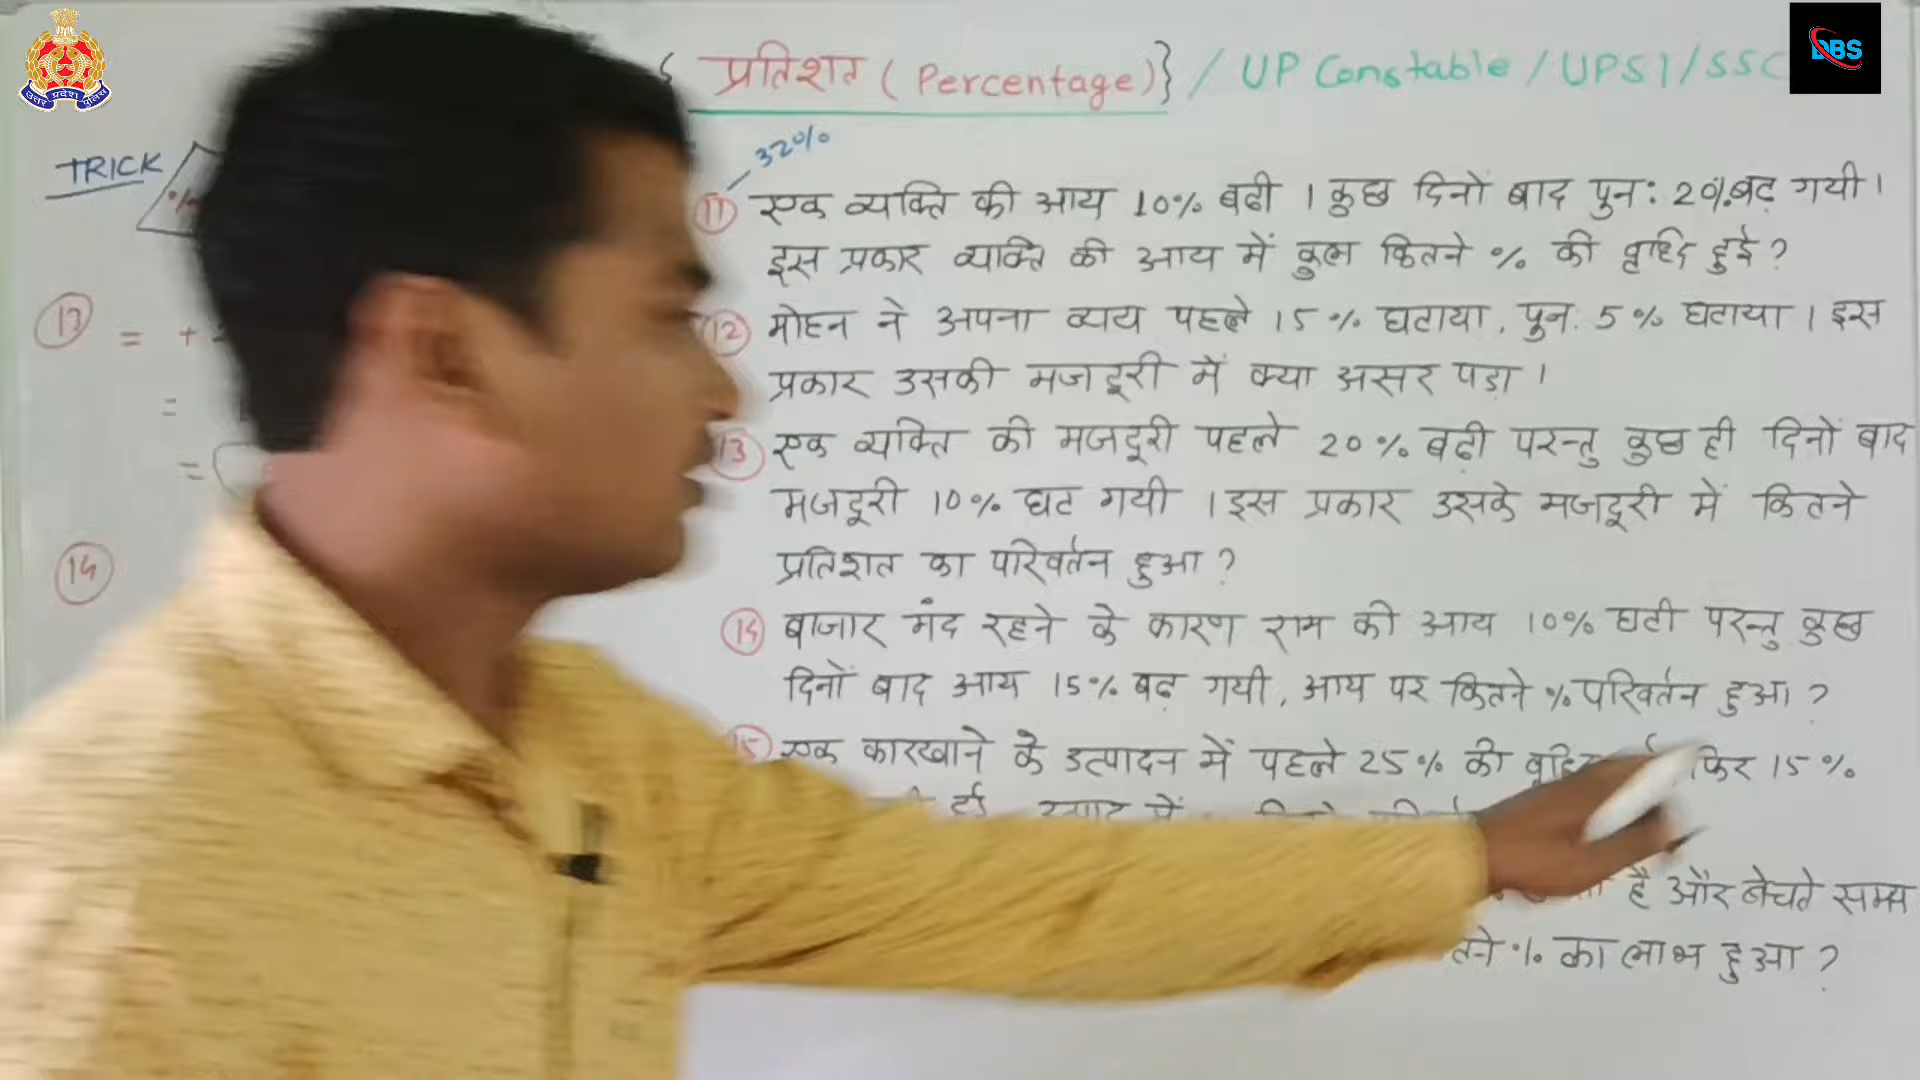 प्रतिशत ( Percentage)} / UP Constable / UPSI / SSC
DBS
उत्तर प्रदेश पुलिस
TRICK
32%
(11) एक व्यक्ति की आय 10% बढी । कुछ दिनों बाद पुन: 20% बढ़ गयी ।
इस प्रकार व्यक्ति की आय में कुल कितने % की वृद्धि हुई ?
(12) मोहन ने अपना व्यय पहले 15% घटाया, पुन. 5% घटाया । इस
प्रकार उसकी मजदूरी में क्या असर पड़ा ।
(13) एक व्यक्ति की मजदूरी पहले 20% बढ़ी परन्तु कुछ ही दिनों बाद
मजदूरी 10% घट गयी । इस प्रकार उसके मजदूरी में कितने
प्रतिशत का परिवर्तन हुआ ?
(14) बाजार मंद रहने के कारण राम की आय 10% घटी परन्तु कुछ
दिनों बाद आय 15% बढ़ गयी, आय पर कितने % परिवर्तन हुआ ?
(15) एक कारखाने के उत्पादन में पहले 25% की फिर 15%
है और बेचते समय
% का लाभ हुआ ?
(13) = +
=
=
(14)